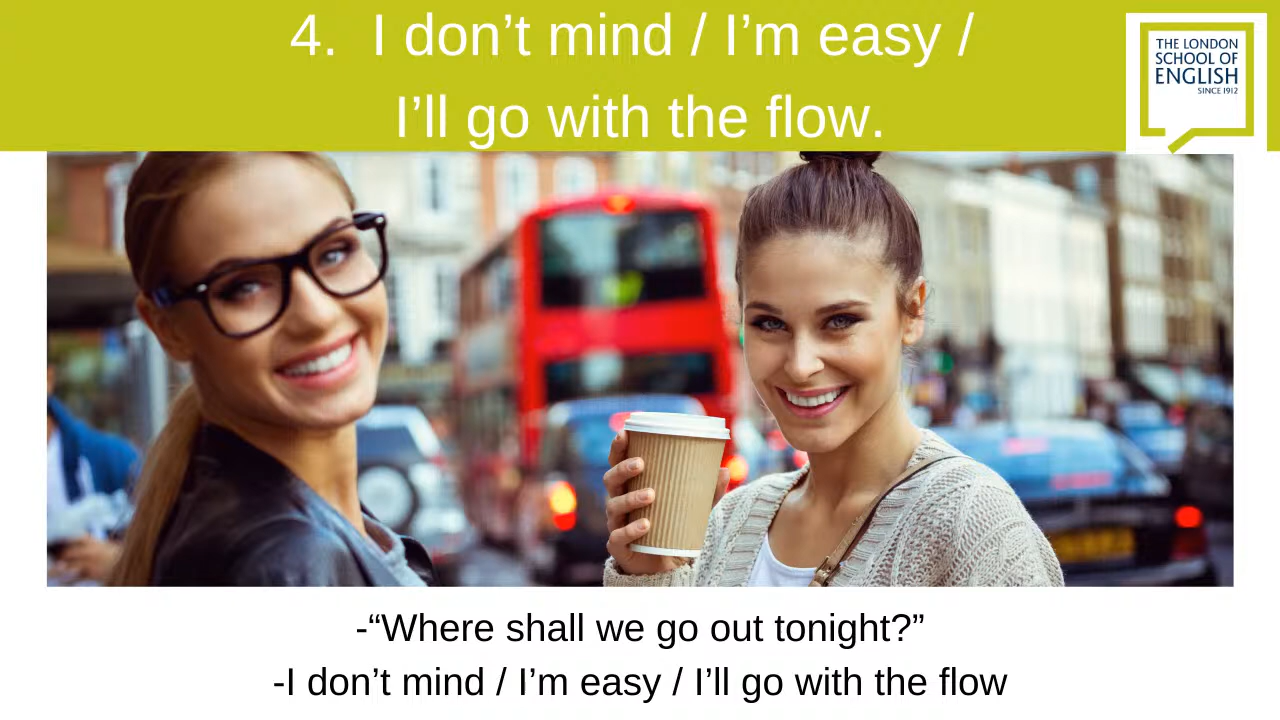 4. I don’t mind / I’m easy /
I’ll go with the flow.
THE LONDON
SCHOOL OF
ENGLISH
SINCE 1912
-“Where shall we go out tonight?”
-I don’t mind / I’m easy / I’ll go with the flow